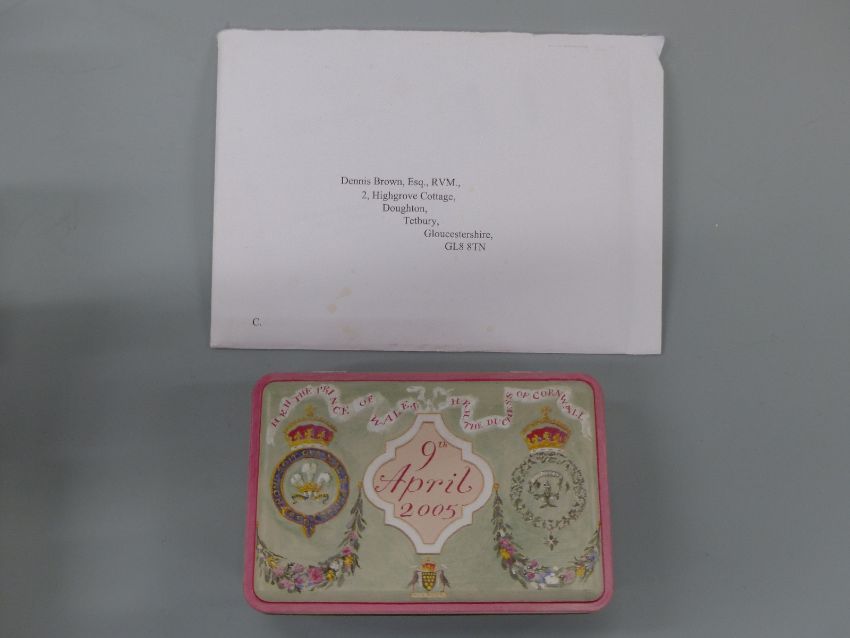 Dennis Brown, Esq., RVM.,
2, Highgrove Cottage,
Doughton,
Tetbury,
Gloucestershire,
GL8 8TN
C.
H.R.H. THE PRINCE OF WALES H.R.H. THE DUCHESS OF CORNWALL
9th
April
2005